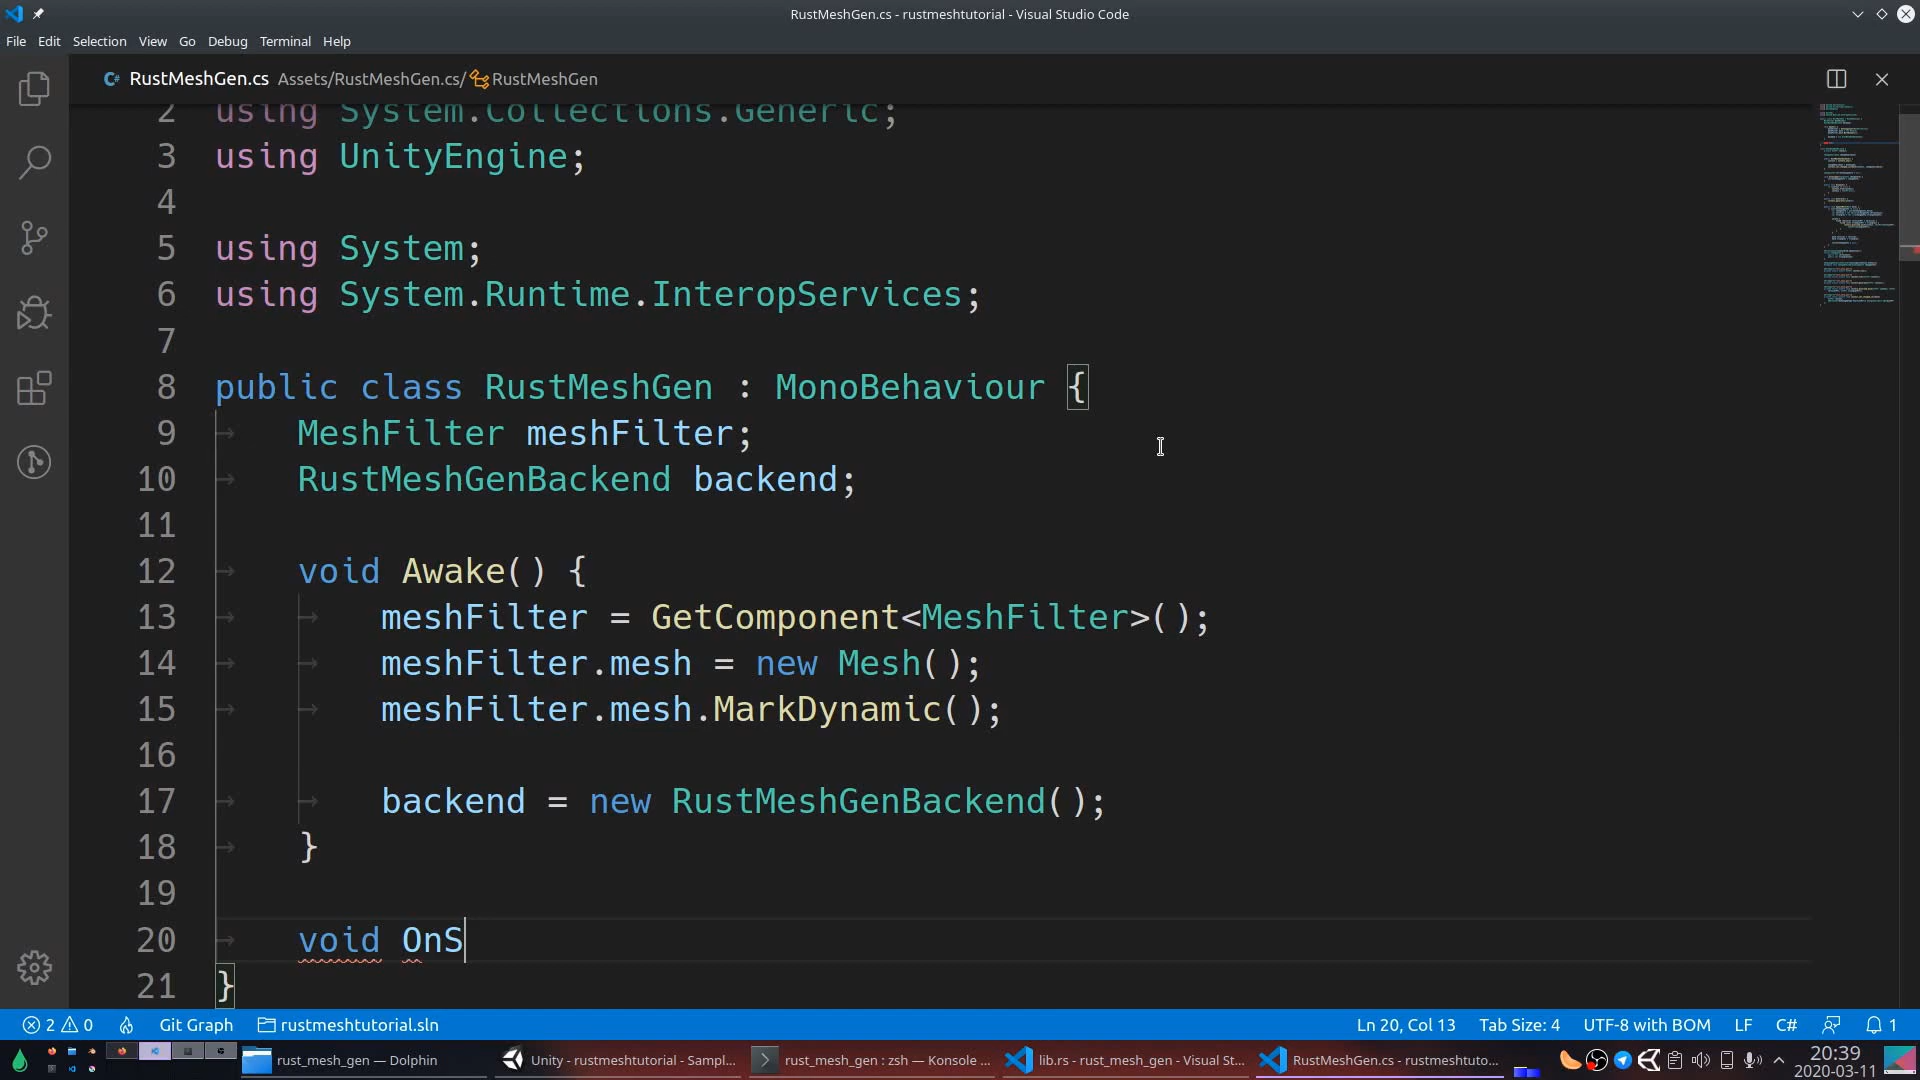 RustMeshGen.cs - rustmeshtutorial - Visual Studio Code
File Edit Selection View Go Debug Terminal Help
RustMeshGen.cs Assets/RustMeshGen.cs/ RustMeshGen
2 using System.Collections.Generic;
3 using UnityEngine;
4
5 using System;
6 using System.Runtime.InteropServices;
7
8 public class RustMeshGen : MonoBehaviour {
9 MeshFilter meshFilter;
10 RustMeshGenBackend backend;
11
12 void Awake() {
13 meshFilter = GetComponent<MeshFilter>();
14 meshFilter.mesh = new Mesh();
15 meshFilter.mesh.MarkDynamic();
16
17 backend = new RustMeshGenBackend();
18 }
19
20 void OnS
21 }
2 0 Git Graph rustmeshtutorial.sln Ln 20, Col 13 Tab Size: 4 UTF-8 with BOM LF C# 1
rust_mesh_gen — Dolphin Unity - rustmeshtutorial - Sampl... rust_mesh_gen : zsh — Konsole ... lib.rs - rust_mesh_gen - Visual St... RustMeshGen.cs - rustmeshtuto... 20:39
2020-03-11